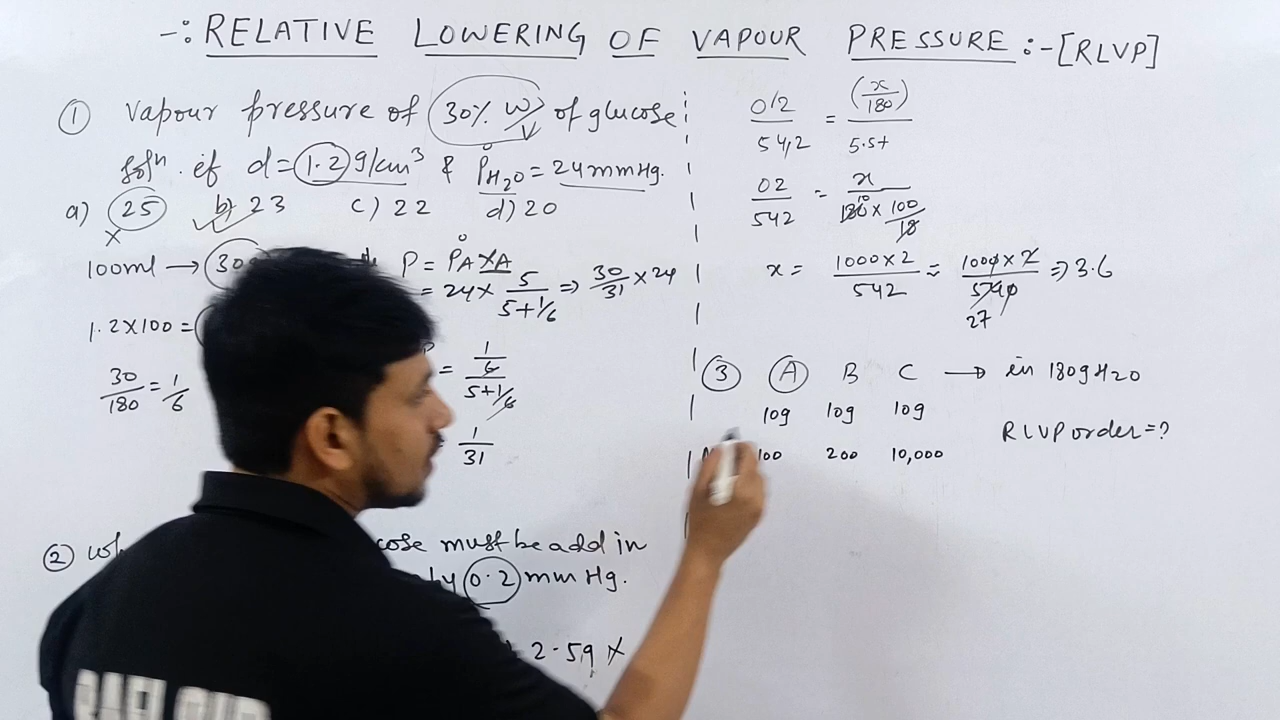 -: RELATIVE LOWERING OF VAPOUR PRESSURE :- [RLVP]
① Vapour pressure of 30% W/V of glucose
solⁿ. if d = 1.2 g/cm³ & P°H₂O = 24 mmHg.
a) 25 b) 23 c) 22 d) 20
X
100ml → 30
P = P°A XA
= 24 × 5/(5+1/6) ⇒ 30/31 × 24
1.2 × 100 =
30/180 = 1/6
= (1/6)/(5+1/6)
= 1/31
② must be add in
0.2 mm Hg.
2.59 X
0/2 / 54,2 = (x/180) / 5.5+
02/542 = x / (180 × 100/18)
x = 1000×2 / 542 ≈ 1000×2 / 540 ⇒ 3.6
27
③ A B C → in 180g H₂O
10g 10g 10g
RLVP order = ?
100 200 10,000